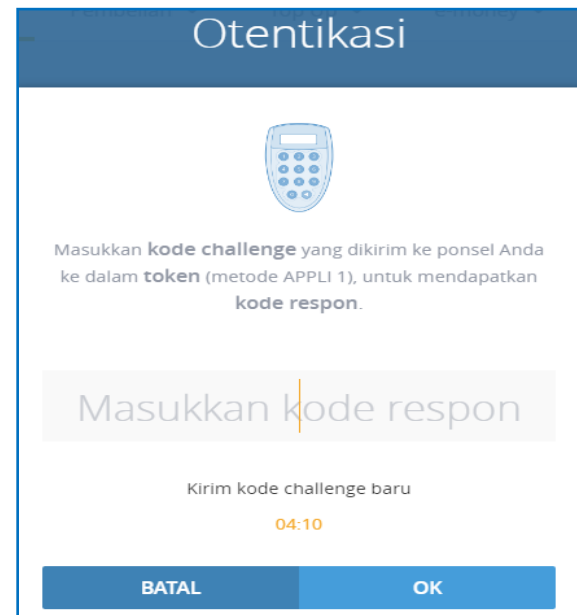 Otentikasi
Masukkan kode challenge yang dikirim ke ponsel Anda
ke dalam token (metode APPLI 1), untuk mendapatkan
kode respon.
Masukkan kode respon
Kirim kode challenge baru
04:10
BATAL OK